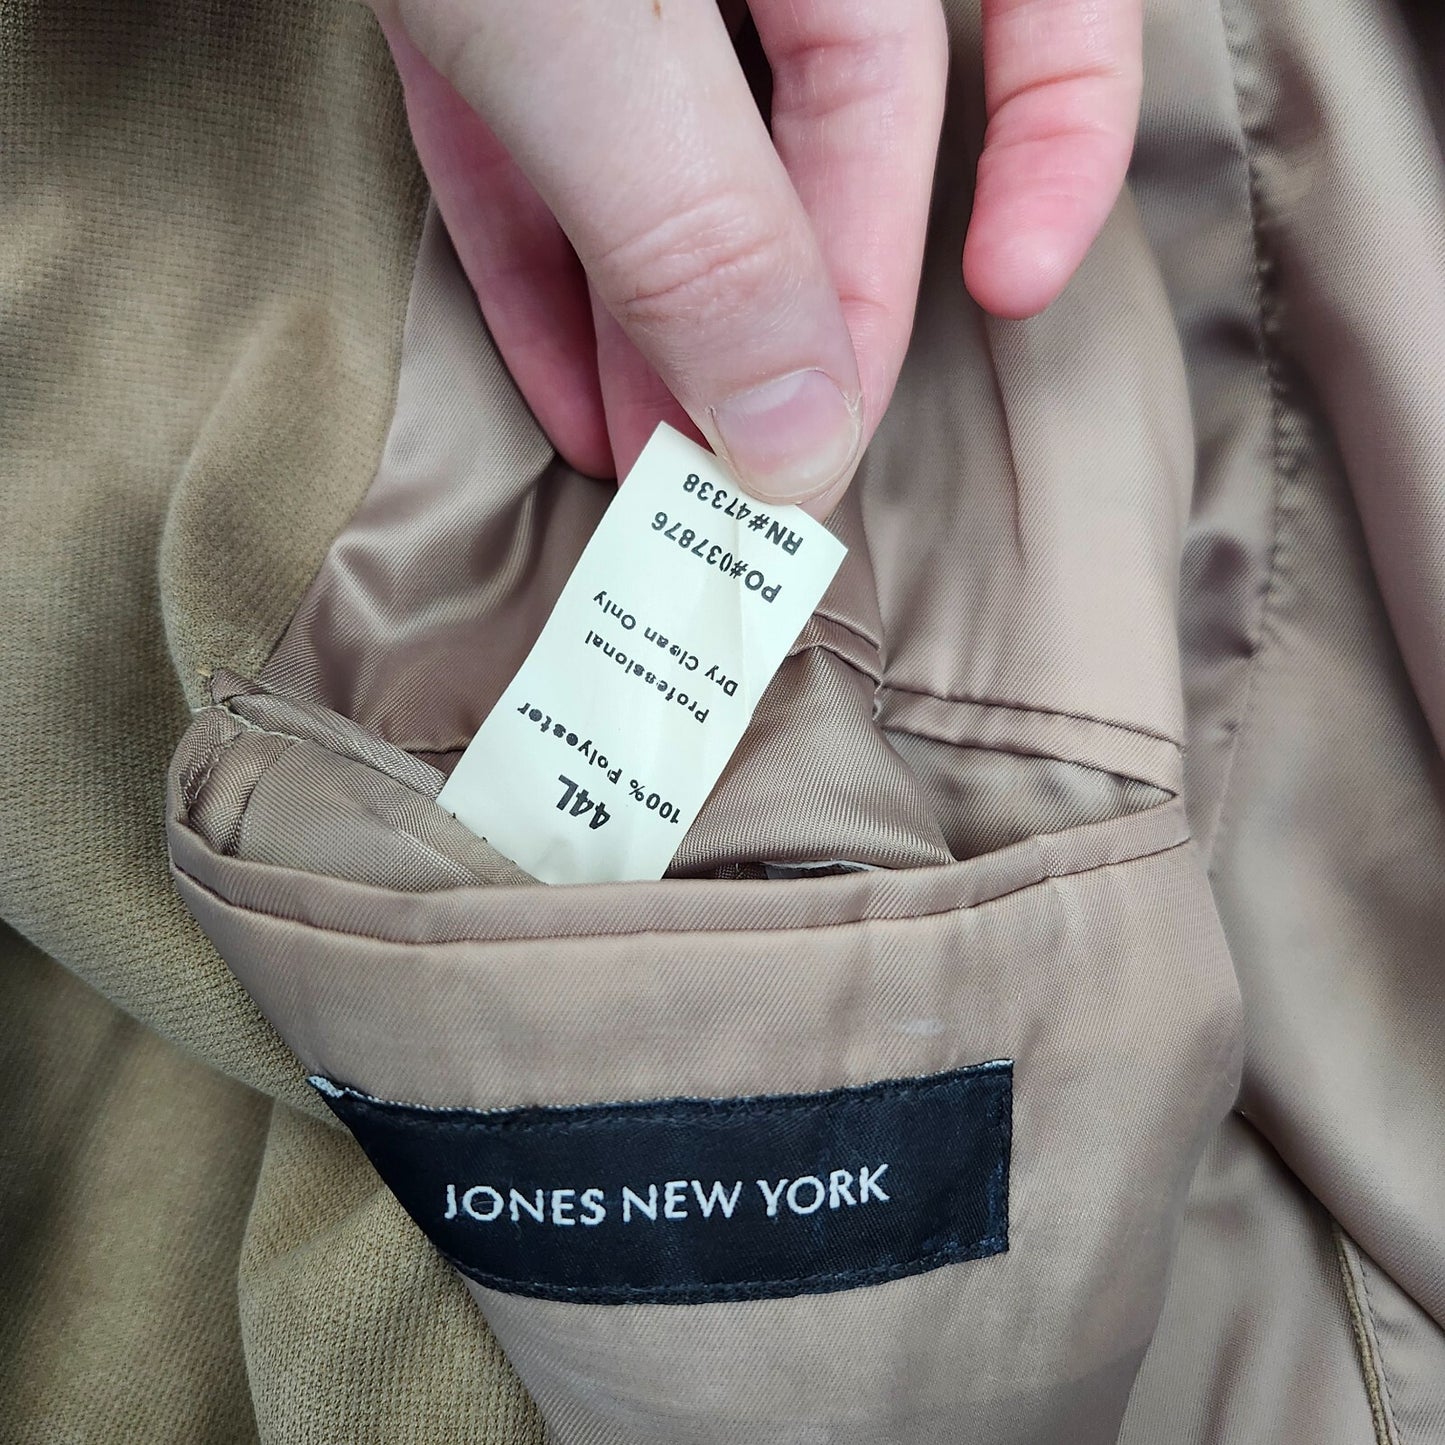 44L
100% Polyester
Professional
Dry Clean Only
PO#037876
RN#47338
JONES NEW YORK